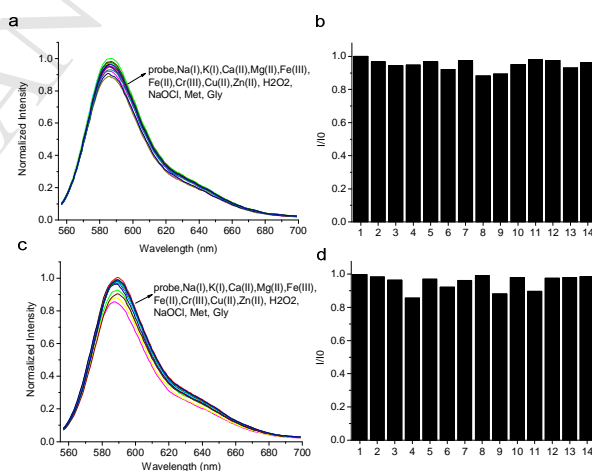 a
1.0
0.8
0.6
0.4
0.2
0.0
Normalized Intensity
probe,Na(I),K(I),Ca(II),Mg(II),Fe(III),
Fe(II),Cr(III),Cu(II),Zn(II), H2O2,
NaOCl, Met, Gly
560 580 600 620 640 660 680 700
Wavelength (nm)
b
1.0
0.8
0.6
0.4
0.2
0.0
I/I0
1 2 3 4 5 6 7 8 9 10 11 12 13 14
c
1.0
0.8
0.6
0.4
0.2
0.0
Normalized Intensity
probe,Na(I),K(I),Ca(II),Mg(II),Fe(III),
Fe(II),Cr(III),Cu(II),Zn(II), H2O2,
NaOCl, Met, Gly
560 580 600 620 640 660 680 700
Wavelength (nm)
d
1.0
0.8
0.6
0.4
0.2
0.0
I/I0
1 2 3 4 5 6 7 8 9 10 11 12 13 14